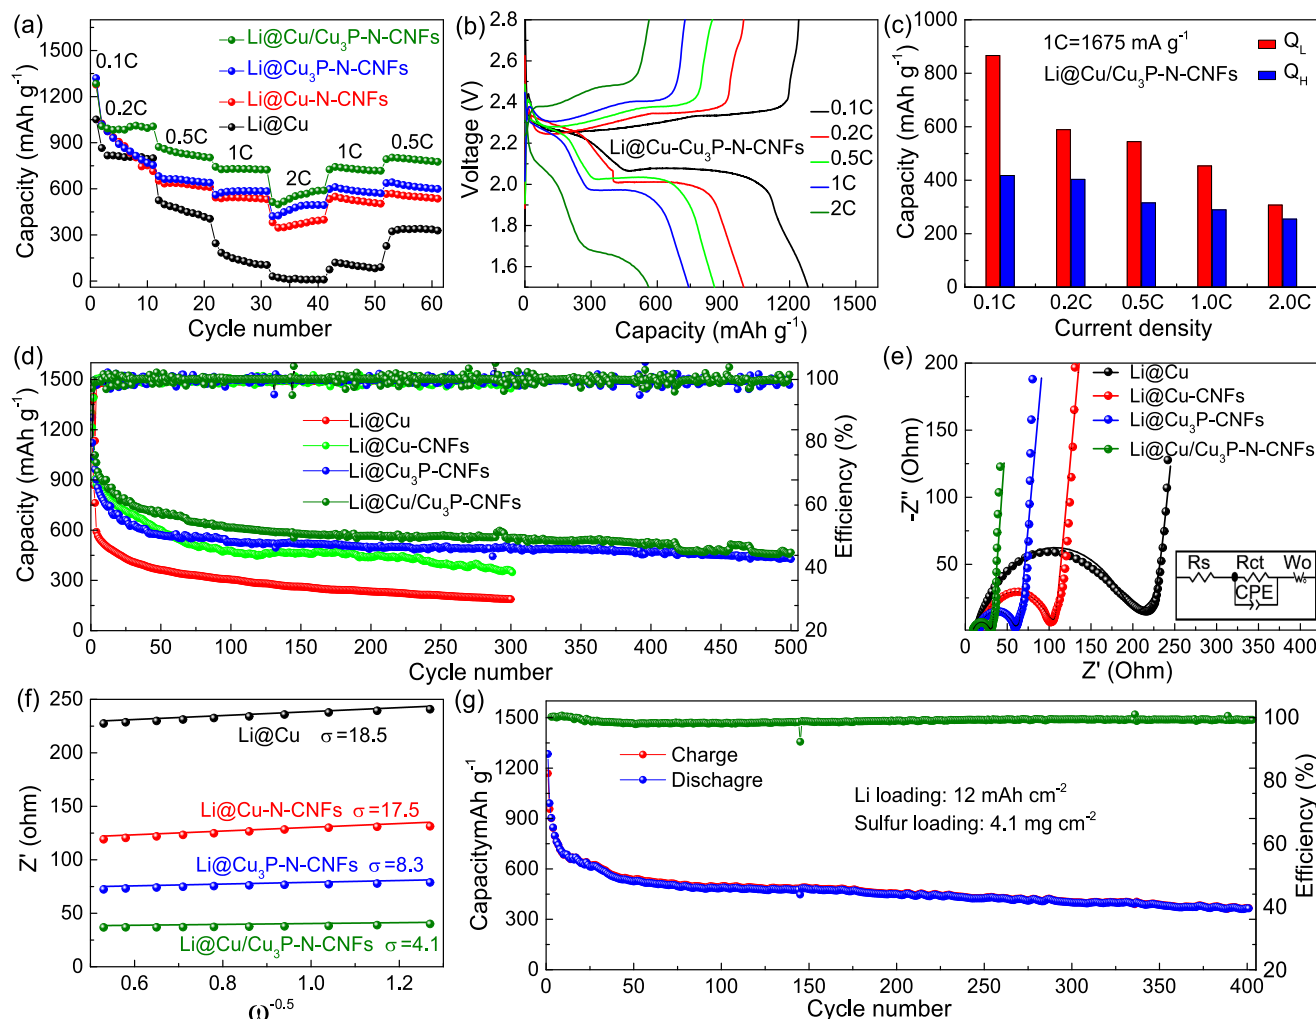 (a)
Capacity (mAh g⁻¹)
1500
1200
900
600
300
0
0.1C
0.2C
0.5C
1C
2C
1C
0.5C
Li@Cu/Cu₃P-N-CNFs
Li@Cu₃P-N-CNFs
Li@Cu-N-CNFs
Li@Cu
0 10 20 30 40 50 60
Cycle number
(b)
Voltage (V)
2.8
2.4
2.0
1.6
Li@Cu-Cu₃P-N-CNFs
0.1C
0.2C
0.5C
1C
2C
0 300 600 900 1200 1500
Capacity (mAh g⁻¹)
(c)
Capacity (mAh g⁻¹)
1000
800
600
400
200
0
1C=1675 mA g⁻¹
Li@Cu/Cu₃P-N-CNFs
Q_L
Q_H
0.1C 0.2C 0.5C 1.0C 2.0C
Current density
(d)
Capacity (mAh g⁻¹)
1500
1200
900
600
300
0
Li@Cu
Li@Cu-CNFs
Li@Cu₃P-CNFs
Li@Cu/Cu₃P-CNFs
100
80
60
40
20
Efficiency (%)
0 50 100 150 200 250 300 350 400 450 500
Cycle number
(e)
-Z'' (Ohm)
200
150
100
50
0
Li@Cu
Li@Cu-CNFs
Li@Cu₃P-CNFs
Li@Cu/Cu₃P-N-CNFs
Rs Rct Wo
CPE
0 50 100 150 200 250 300 350 400
Z' (Ohm)
(f)
Z' (ohm)
250
200
150
100
50
0
Li@Cu σ=18.5
Li@Cu-N-CNFs σ=17.5
Li@Cu₃P-N-CNFs σ=8.3
Li@Cu/Cu₃P-N-CNFs σ=4.1
0.6 0.8 1.0 1.2
ω⁻⁰·⁵
(g)
CapacitymAh g⁻¹
1500
1200
900
600
300
0
Charge
Dischagre
Li loading: 12 mAh cm⁻²
Sulfur loading: 4.1 mg cm⁻²
100
80
60
40
20
Efficiency (%)
0 50 100 150 200 250 300 350 400
Cycle number